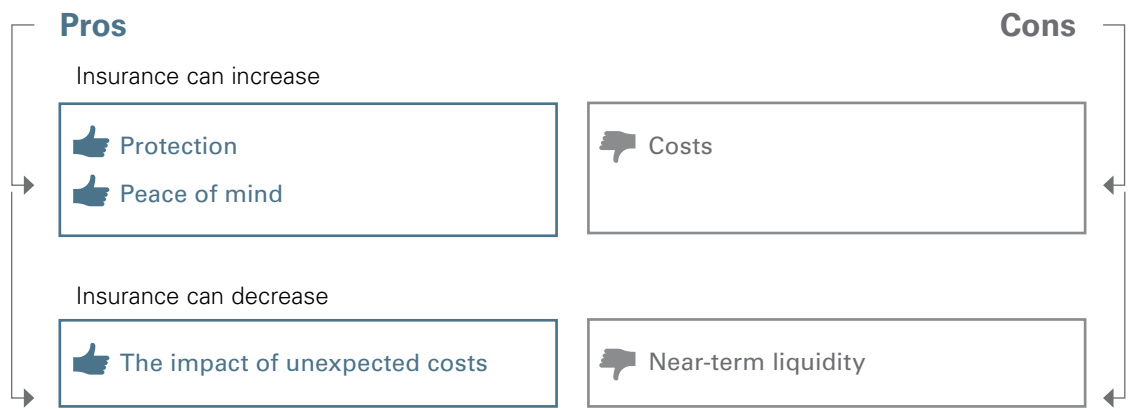 Pros
Cons
Insurance can increase
Protection
Peace of mind
Costs
Insurance can decrease
The impact of unexpected costs
Near-term liquidity